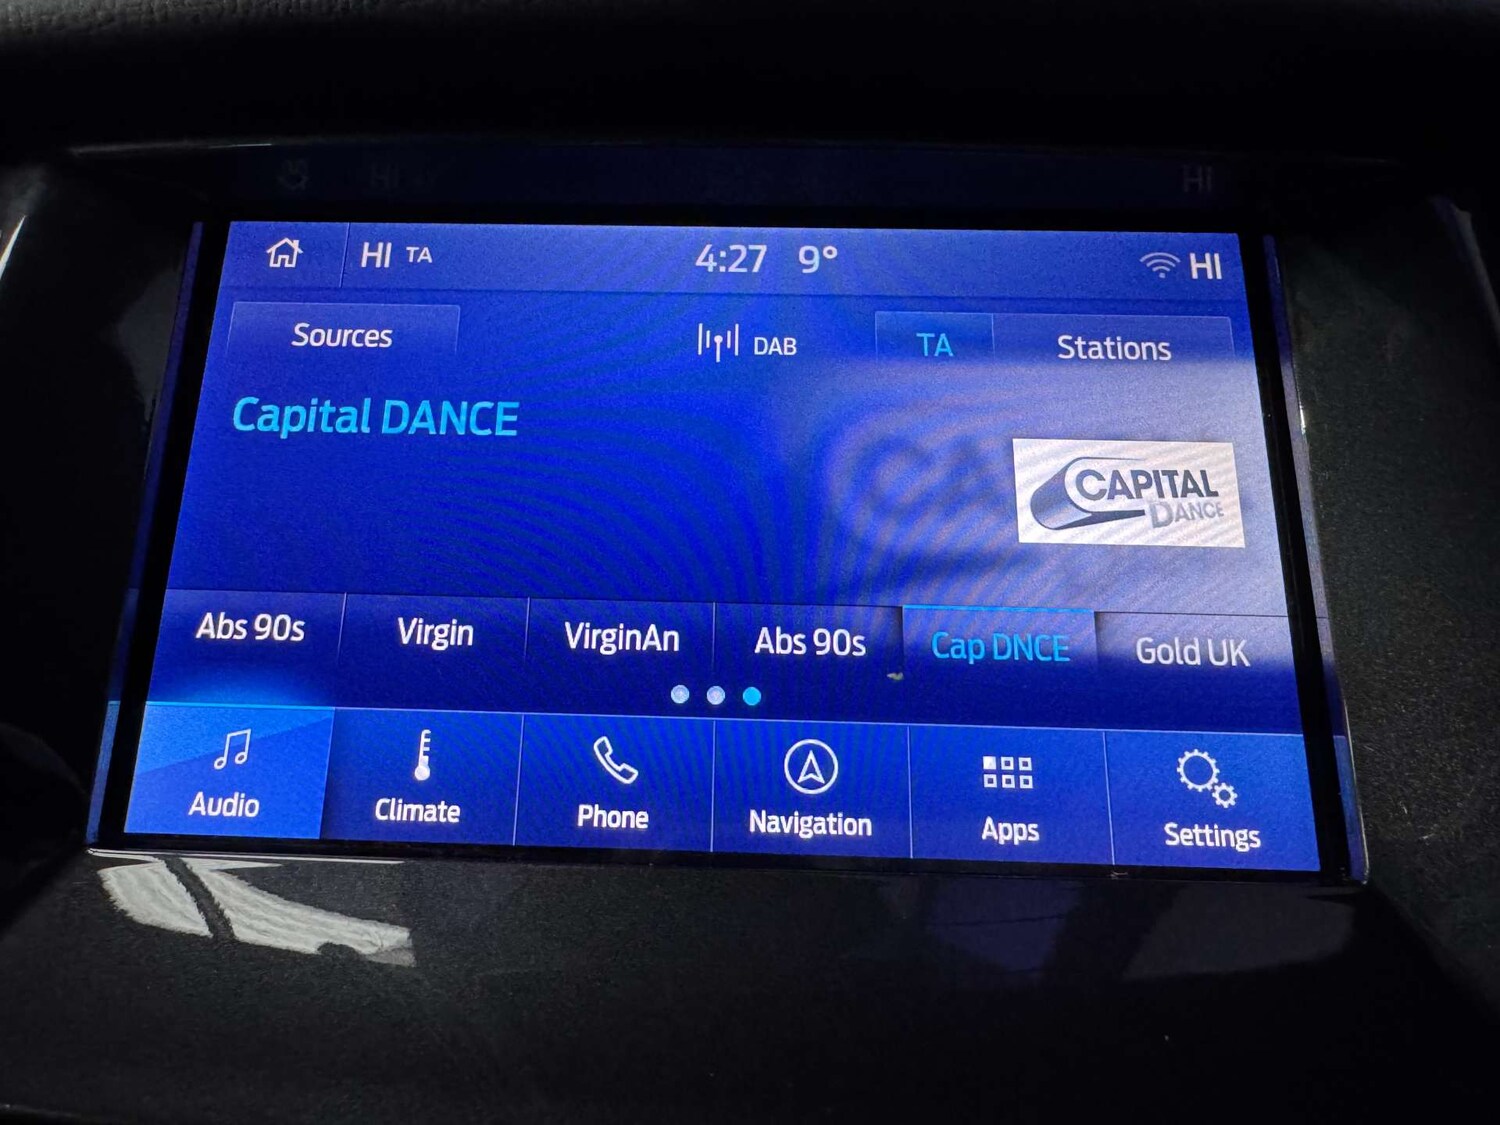 HI TA 4:27 9° HI
Sources DAB TA Stations
Capital DANCE
CAPITAL
DANCE
Abs 90s Virgin VirginAn Abs 90s Cap DNCE Gold UK
Audio Climate Phone Navigation Apps Settings